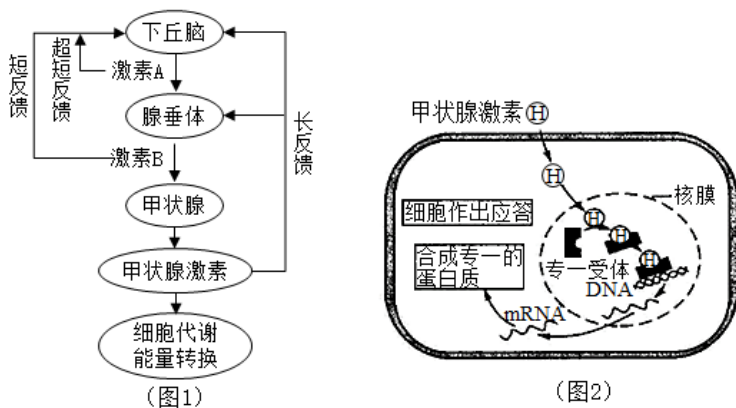 下丘脑
超短反馈
短反馈
激素A
腺垂体
长反馈
激素B
甲状腺
甲状腺激素
细胞代谢
能量转换
(图1)
甲状腺激素Ⓗ
Ⓗ
核膜
细胞作出应答
Ⓗ
Ⓗ
合成专一的
蛋白质
Ⓗ
专一受体
DNA
mRNA
(图2)